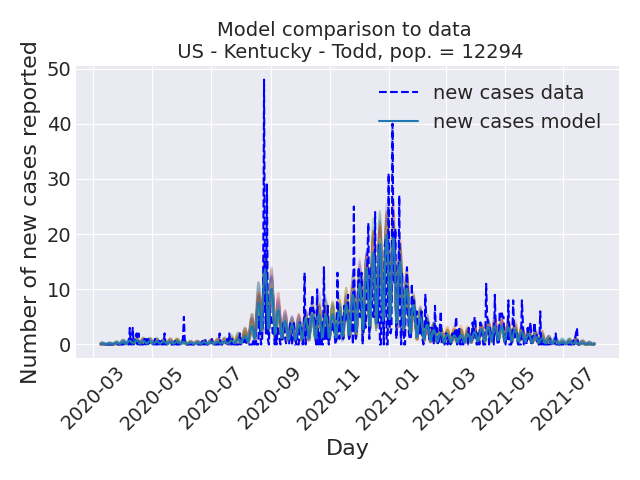 Model comparison to data
US - Kentucky - Todd, pop. = 12294
Number of new cases reported
50
40
30
20
10
0
new cases data
new cases model
2020-03
2020-05
2020-07
2020-09
2020-11
2021-01
2021-03
2021-05
2021-07
Day